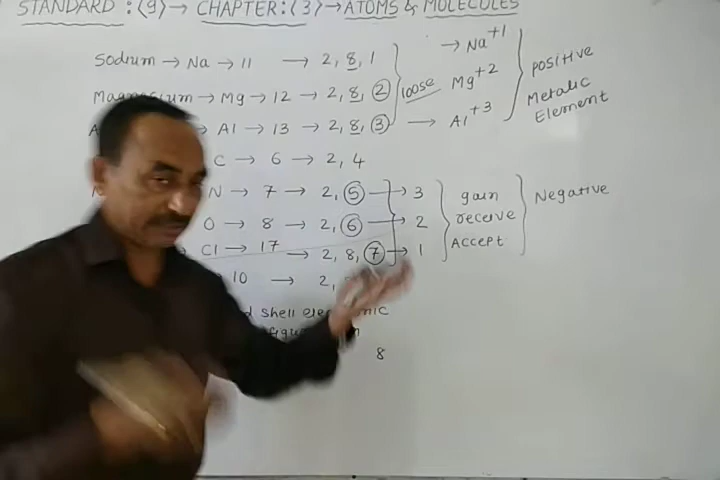 STANDARD : (9) → CHAPTER : (3) → ATOMS & MOLECULES
Sodium → Na → 11 → 2, 8, 1 → Na+1
Magnesium → Mg → 12 → 2, 8, 2 loose Mg+2 positive
Al → 13 → 2, 8, 3 → Al+3 Metalic Element
C → 6 → 2, 4
N → 7 → 2, 5 → 3 gain Negative
O → 8 → 2, 6 → 2 receive
Cl → 17 → 2, 8, 7 → 1 Accept
10 → 2,
shell
8